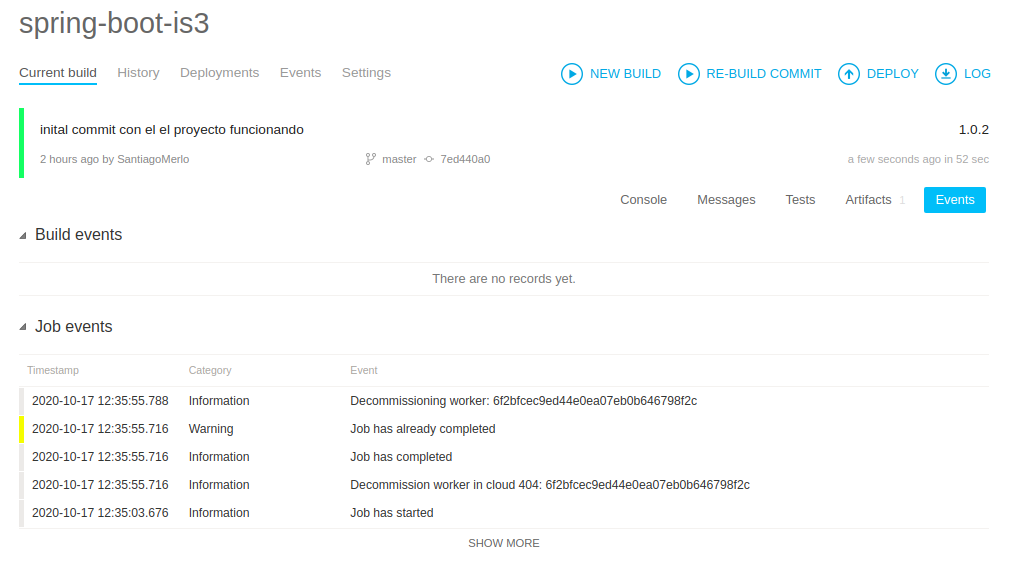 spring-boot-is3
Current build History Deployments Events Settings NEW BUILD RE-BUILD COMMIT DEPLOY LOG
inital commit con el el proyecto funcionando 1.0.2
2 hours ago by SantiagoMerlo master 7ed440a0 a few seconds ago in 52 sec
Console Messages Tests Artifacts 1 Events
Build events
There are no records yet.
Job events
Timestamp Category Event
2020-10-17 12:35:55.788 Information Decommissioning worker: 6f2bfcec9ed44e0ea07eb0b646798f2c
2020-10-17 12:35:55.716 Warning Job has already completed
2020-10-17 12:35:55.716 Information Job has completed
2020-10-17 12:35:55.716 Information Decommission worker in cloud 404: 6f2bfcec9ed44e0ea07eb0b646798f2c
2020-10-17 12:35:03.676 Information Job has started
SHOW MORE